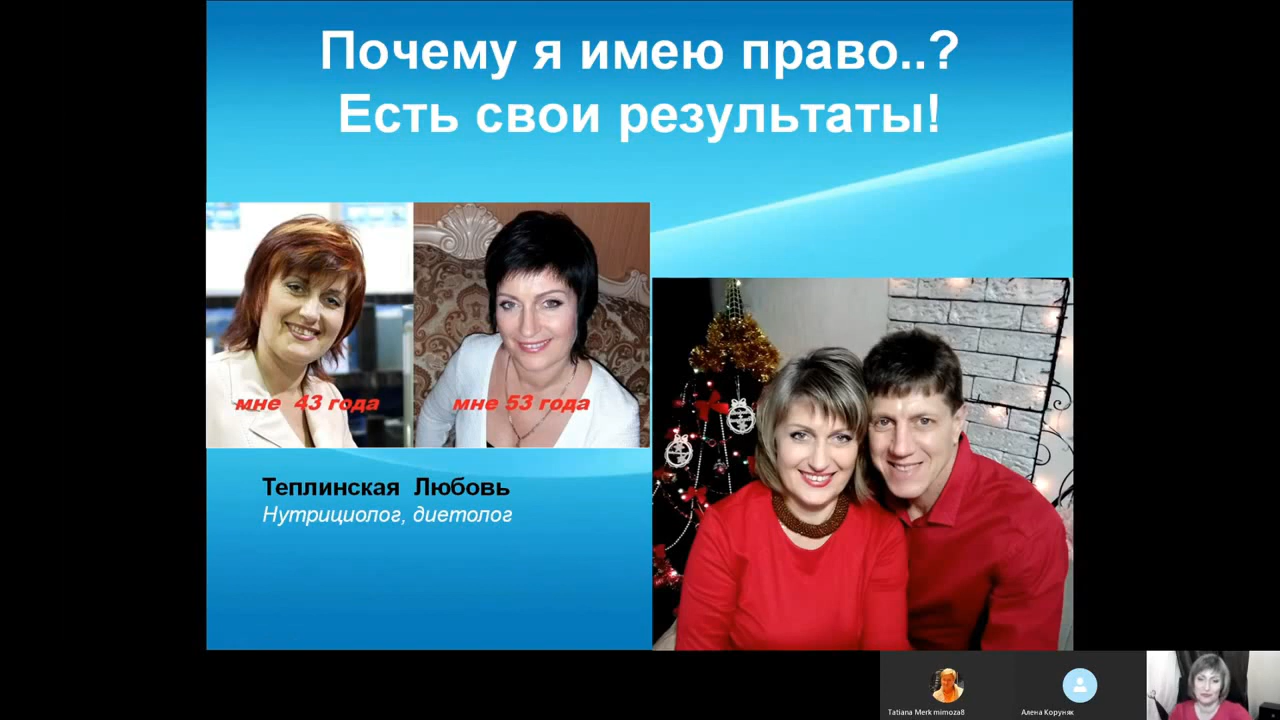 Почему я имею право..?
Есть свои результаты!
мне 43 года
мне 53 года
Теплинская Любовь
Нутрициолог, диетолог
Tatiana Merk mimoza8
Алена Коруняк